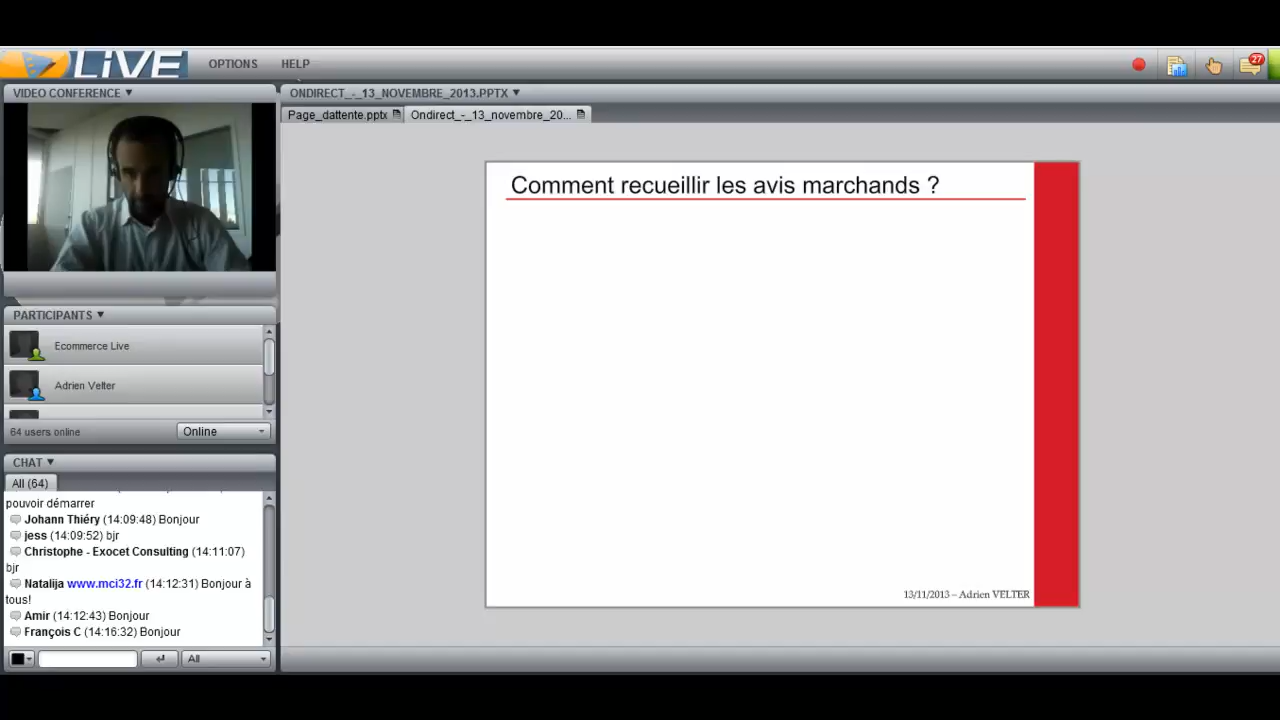 LiVE
OPTIONS
HELP
27
VIDEO CONFERENCE
ONDIRECT_-_13_NOVEMBRE_2013.PPTX
Page_dattente.pptx
Ondirect_-_13_novembre_20...
Comment recueillir les avis marchands ?
PARTICIPANTS
Ecommerce Live
Adrien Velter
64 users online
Online
CHAT
All (64)
pouvoir démarrer
Johann Thiéry (14:09:48) Bonjour
jess (14:09:52) bjr
Christophe - Exocet Consulting (14:11:07)
bjr
Natalija www.mci32.fr (14:12:31) Bonjour à
tous!
Amir (14:12:43) Bonjour
François C (14:16:32) Bonjour
All
13/11/2013 – Adrien VELTER